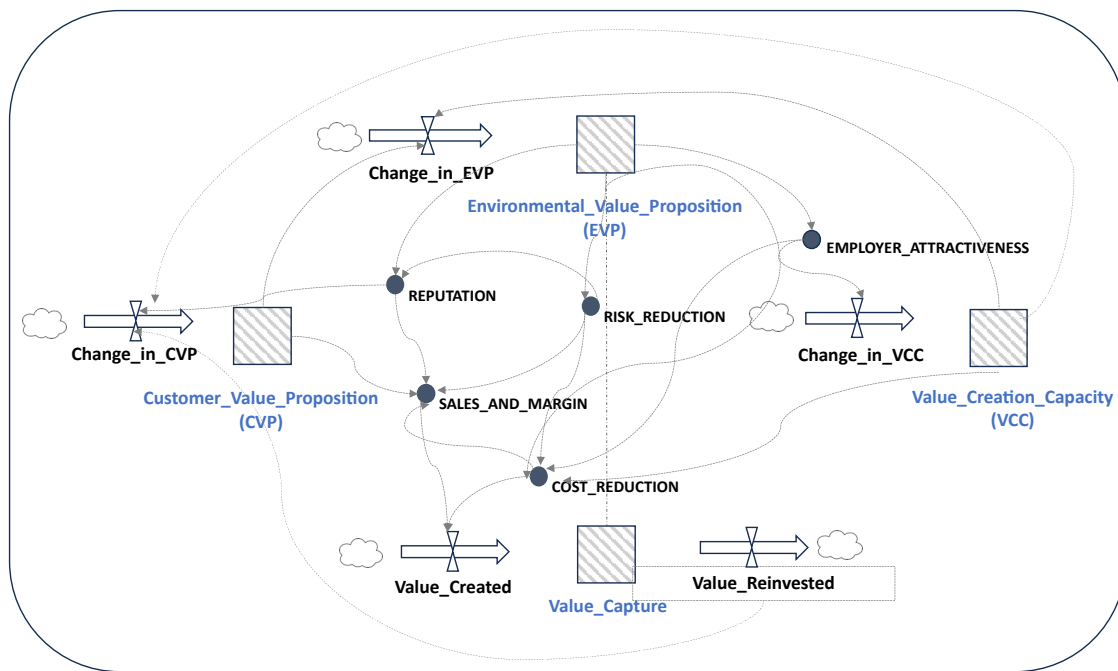 Change_in_EVP
Environmental_Value_Proposition
(EVP)
EMPLOYER_ATTRACTIVENESS
REPUTATION
RISK_REDUCTION
Change_in_CVP
Change_in_VCC
Customer_Value_Proposition
(CVP)
SALES_AND_MARGIN
Value_Creation_Capacity
(VCC)
COST_REDUCTION
Value_Created
Value_Capture
Value_Reinvested